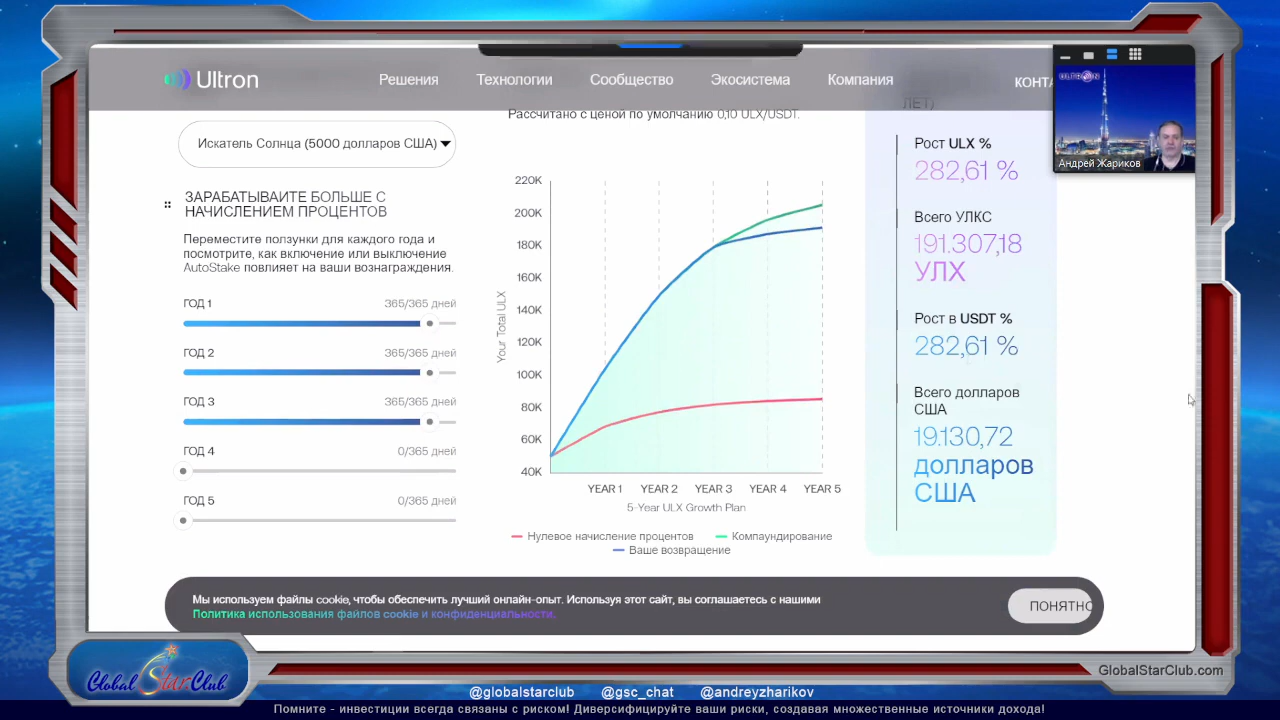 Ultron
Решения
Технологии
Сообщество
Экосистема
Компания
КОНТА
ЛЕТ)
ULTRON
Андрей Жариков
Искатель Солнца (5000 долларов США)
ЗАРАБАТЫВАИТЕ БОЛЬШЕ С
НАЧИСЛЕНИЕМ ПРОЦЕНТОВ
Переместите ползунки для каждого года и
посмотрите, как включение или выключение
AutoStake повлияет на ваши вознаграждения.
ГОД 1 365/365 дней
ГОД 2 365/365 дней
ГОД 3 365/365 дней
ГОД 4 0/365 дней
ГОД 5 0/365 дней
Рассчитано с ценой по умолчанию 0,10 ULX/USDT.
Your Total ULX
220K
200K
180K
160K
140K
120K
100K
80K
60K
40K
YEAR 1 YEAR 2 YEAR 3 YEAR 4 YEAR 5
5-Year ULX Growth Plan
Нулевое начисление процентов Компаундирование
Ваше возвращение
Рост ULX %
282,61 %
Всего УЛКС
191.307,18
УЛХ
Рост в USDT %
282,61 %
Всего долларов
США
19.130,72
долларов
США
Мы используем файлы cookie, чтобы обеспечить лучший онлайн-опыт. Используя этот сайт, вы соглашаетесь с нашими
Политика использования файлов cookie и конфиденциальности.
ПОНЯТНО
Global Star Club
GlobalStarClub.com
@globalstarclub @gsc_chat @andreyzharikov
Помните - инвестиции всегда связаны с риском! Диверсифицируйте ваши риски, создавая множественные источники дохода!